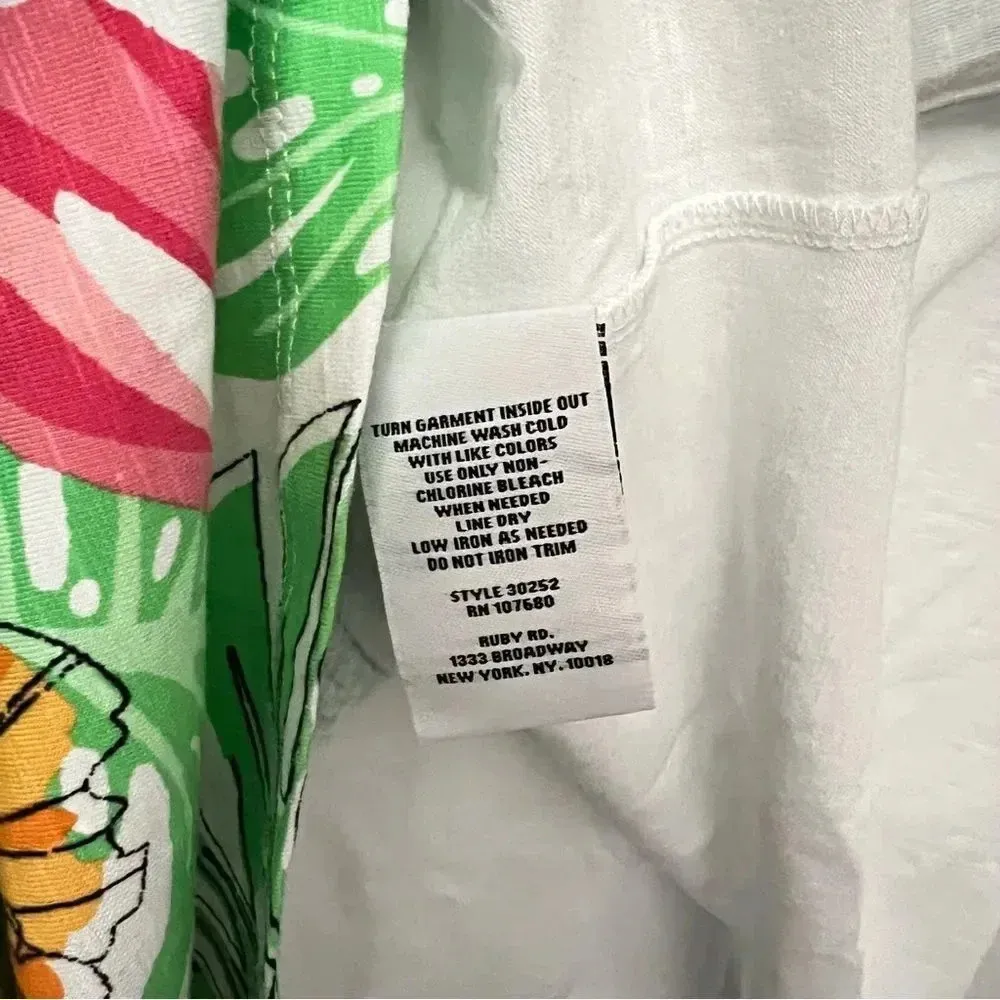 TURN GARMENT INSIDE OUT
MACHINE WASH COLD
WITH LIKE COLORS
USE ONLY NON-
CHLORINE BLEACH
WHEN NEEDED
LINE DRY
LOW IRON AS NEEDED
DO NOT IRON TRIM
STYLE 30252
RN 107680
RUBY RD.
1333 BROADWAY
NEW YORK, NY, 10018